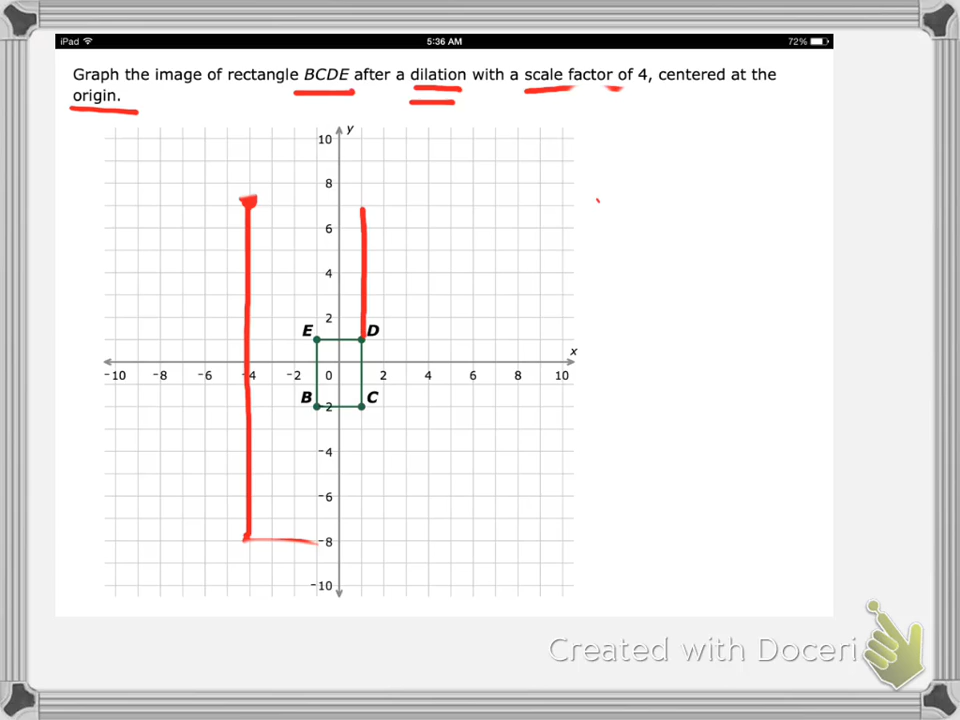 iPad 5:36 AM 72%
Graph the image of rectangle BCDE after a dilation with a scale factor of 4, centered at the
origin.
y
10
8
6
4
2
E D
x
-10 -8 -6 -4 -2 0 2 4 6 8 10
B C
-2
-4
-6
-8
-10
Created with Doceri